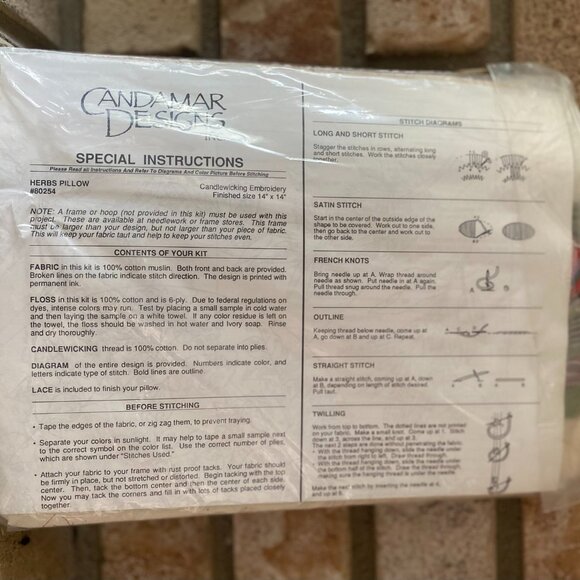 CANDAMAR
DESIGNS
INC.
SPECIAL INSTRUCTIONS
Please Read all Instructions And Refer To Diagrams And Color Picture Before Stitching
HERBS PILLOW
#80254
Candlewicking Embroidery
Finished size 14" x 14"
NOTE: A frame or hoop (not provided in this kit) must be used with this
project. These are available at needlework or frame stores. This frame
must be larger than your design, but not larger than your piece of fabric.
This will keep your fabric taut and help to keep your stitches even.
CONTENTS OF YOUR KIT
FABRIC in this kit is 100% cotton muslin. Both front and back are provided.
Broken lines on the fabric indicate stitch direction. The design is printed with
permanent ink.
FLOSS in this kit is 100% cotton and is 6-ply. Due to federal regulations on
dyes, intense colors may run. Test by placing a small sample in cold water
and then laying the sample on a white towel. If any color residue is left on
the towel, the floss should be washed in hot water and Ivory soap. Rinse
and dry thoroughly.
CANDLEWICKING thread is 100% cotton. Do not separate into plies.
DIAGRAM of the entire design is provided. Numbers indicate color, and
letters indicate type of stitch. Bold lines are outline.
LACE is included to finish your pillow.
BEFORE STITCHING
• Tape the edges of the fabric, or zig zag them, to prevent fraying.
• Separate your colors in sunlight. It may help to tape a small sample next
to the correct symbol on the color list. Use the correct number of plies,
which are shown under "Stitches Used."
• Attach your fabric to your frame with rust proof tacks. Your fabric should
be firmly in place, but not stretched or distorted. Begin tacking with the top
center. Then, tack the bottom center and then the center of each side.
Now you may tack the corners and fill in with lots of tacks placed closely
together.
STITCH DIAGRAMS
LONG AND SHORT STITCH
Stagger the stitches in rows, alternating long
and short stitches. Work the stitches closely
together.
SATIN STITCH
Start in the center of the outside edge of the
shape to be covered. Work out to one side,
then go back to the center and work out to
the other side.
FRENCH KNOTS
Bring needle up at A. Wrap thread around
needle as shown. Put needle in at A again.
Pull thread snug around the needle. Pull the
needle through.
OUTLINE
Keeping thread below needle, come up at
A, go down at B and up at C. Repeat.
STRAIGHT STITCH
Make a straight stitch, coming up at A, down
at B, depending on length of stitch desired.
Pull taut.
TWILLING
Work from top to bottom. The dotted lines are not printed
on your fabric. Make a small knot. Come up at 1. Stitch
down at 3, across the line, and up at
The next 2 steps are done without penetrating the fabric:
• With the thread hanging down, slide the needle under
the stitch from right to left. Draw thread through.
• With the thread hanging down, slide the needle under
the bottom half of the stitch. Draw the thread through,
making sure the hanging thread is under the needle.
Make the next stitch by inserting the needle at 4,
and up at